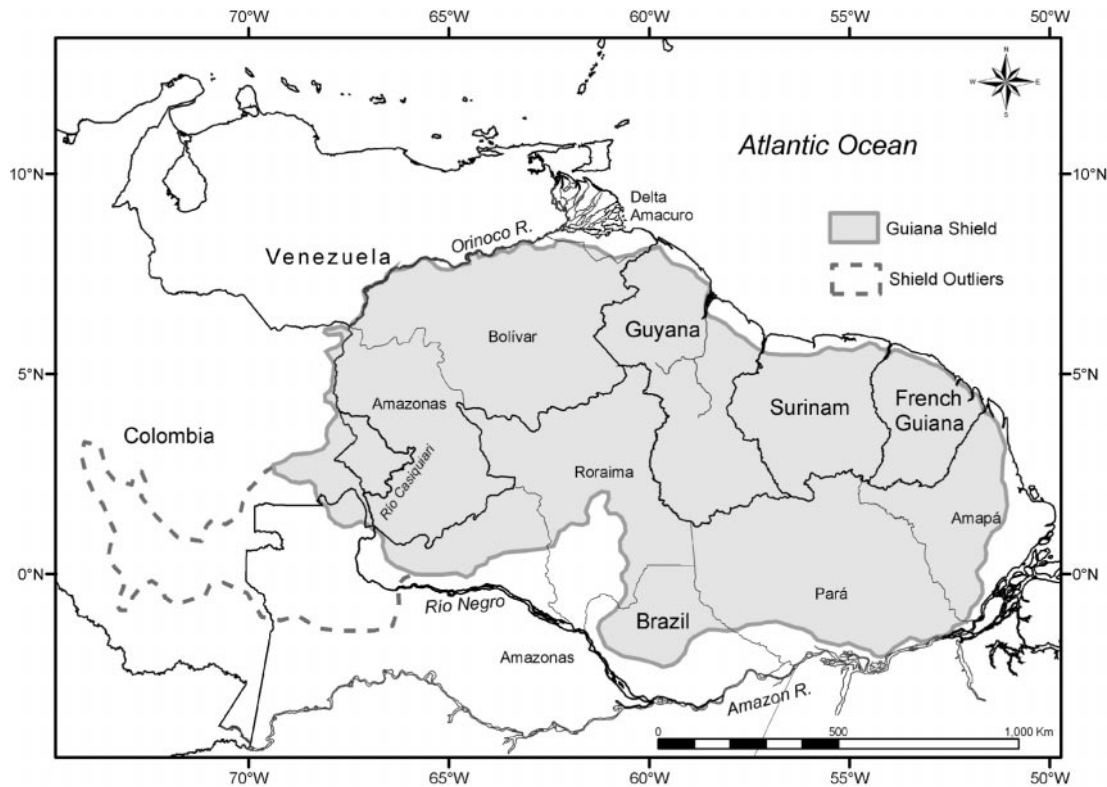 70°W 65°W 60°W 55°W 50°W
N
W E
S
Atlantic Ocean
10°N 10°N
Delta
Amacuro
Guiana Shield
Orinoco R.
Venezuela
Shield Outliers
Guyana
Bolívar
5°N 5°N
Amazonas
Surinam
French
Guiana
Colombia
Río Casiquiari
Roraima
Amapá
0°N 0°N
Río Negro
Pará
Brazil
Amazonas
Amazon R.
0 500 1,000 Km
70°W 65°W 60°W 55°W 50°W